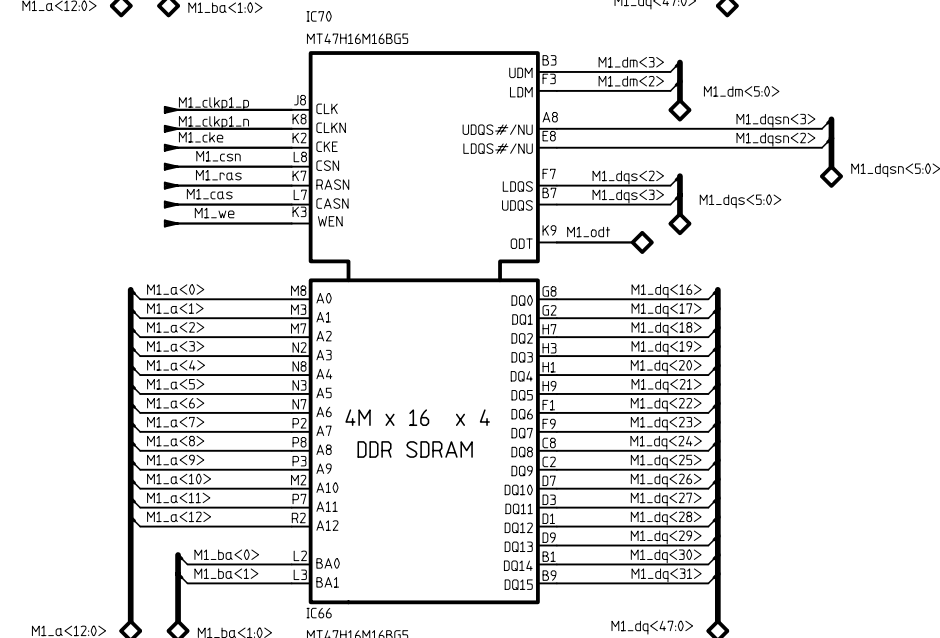 M1_a<12:0>
M1_ba<1:0>
M1_dq<47:0>
IC70
MT47H16M16BG5
M1_clkp1_p J8 CLK
M1_clkp1_n K8 CLKN
M1_cke K2 CKE
M1_csn L8 CSN
M1_ras K7 RASN
M1_cas L7 CASN
M1_we K3 WEN
UDM B3 M1_dm<3>
LDM F3 M1_dm<2>
M1_dm<5:0>
UDQS#/NU A8 M1_dqsn<3>
LDQS#/NU E8 M1_dqsn<2>
M1_dqsn<5:0>
LDQS F7 M1_dqs<2>
UDQS B7 M1_dqs<3>
M1_dqs<5:0>
ODT K9 M1_odt
M1_a<0> M8 A0
M1_a<1> M3 A1
M1_a<2> M7 A2
M1_a<3> N2 A3
M1_a<4> N8 A4
M1_a<5> N3 A5
M1_a<6> N7 A6
M1_a<7> P2 A7
M1_a<8> P8 A8
M1_a<9> P3 A9
M1_a<10> M2 A10
M1_a<11> P7 A11
M1_a<12> R2 A12
M1_ba<0> L2 BA0
M1_ba<1> L3 BA1
4M x 16 x 4
DDR SDRAM
DQ0 G8 M1_dq<16>
DQ1 G2 M1_dq<17>
DQ2 H7 M1_dq<18>
DQ3 H3 M1_dq<19>
DQ4 H1 M1_dq<20>
DQ5 H9 M1_dq<21>
DQ6 F1 M1_dq<22>
DQ7 F9 M1_dq<23>
DQ8 C8 M1_dq<24>
DQ9 C2 M1_dq<25>
DQ10 D7 M1_dq<26>
DQ11 D3 M1_dq<27>
DQ12 D1 M1_dq<28>
DQ13 D9 M1_dq<29>
DQ14 B1 M1_dq<30>
DQ15 B9 M1_dq<31>
M1_a<12:0>
M1_ba<1:0>
IC66
MT47H16M16BG5
M1_dq<47:0>